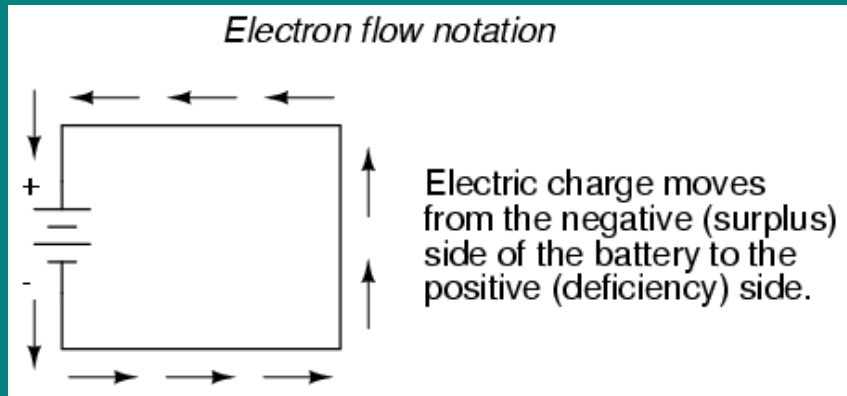 Electron flow notation
+
-
Electric charge moves
from the negative (surplus)
side of the battery to the
positive (deficiency) side.